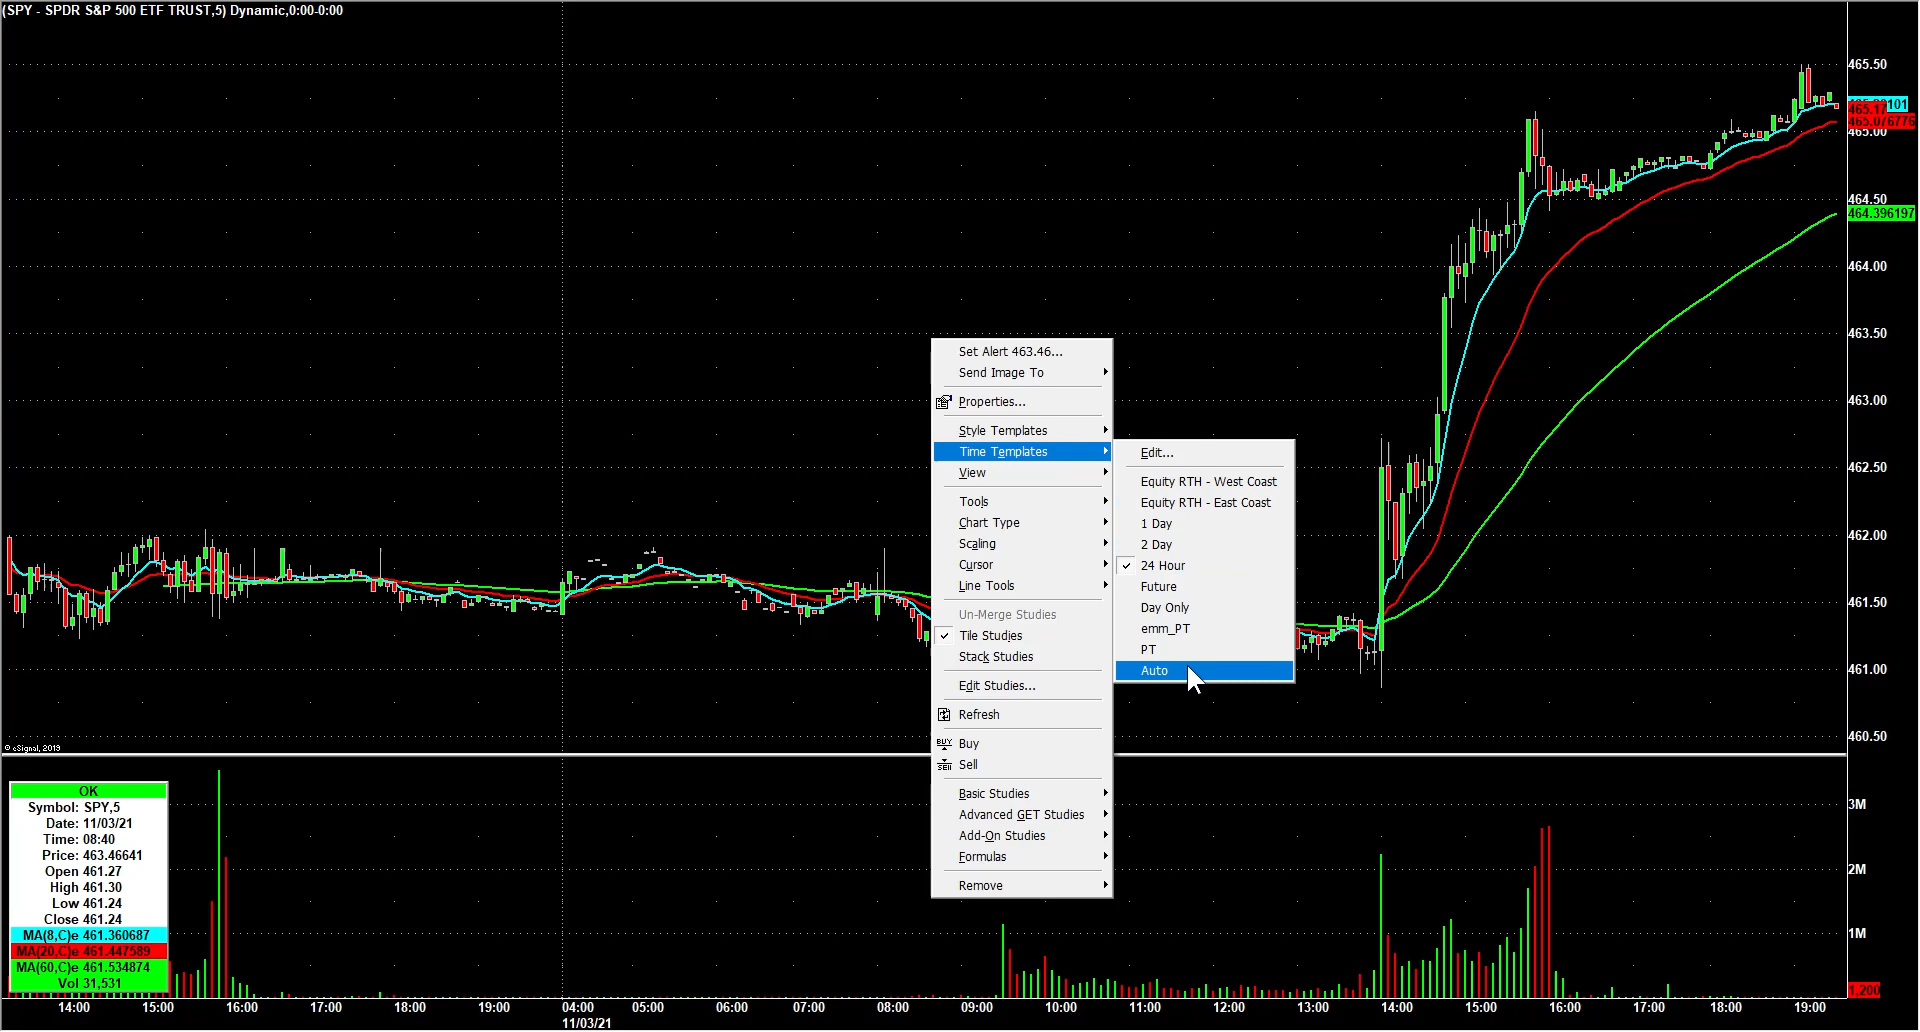 (SPY - SPDR S&P 500 ETF TRUST,5) Dynamic,0:00-0:00
465.50
101
465.17
465.076776
465.00
464.50
464.396197
464.00
463.50
463.00
462.50
462.00
461.50
461.00
460.50
Set Alert 463.46...
Send Image To
Properties...
Style Templates
Time Templates
View
Tools
Chart Type
Scaling
Cursor
Line Tools
Un-Merge Studies
Tile Studies
Stack Studies
Edit Studies...
Refresh
BUY Buy
SELL Sell
Basic Studies
Advanced GET Studies
Add-On Studies
Formulas
Remove
Edit...
Equity RTH - West Coast
Equity RTH - East Coast
1 Day
2 Day
24 Hour
Future
Day Only
emm_PT
PT
Auto
© eSignal, 2019
OK
Symbol: SPY,5
Date: 11/03/21
Time: 08:40
Price: 463.46641
Open 461.27
High 461.30
Low 461.24
Close 461.24
MA(8,C)e 461.360687
MA(20,C)e 461.447589
MA(60,C)e 461.534874
Vol 31,531
3M
2M
1M
1,200
14:00 15:00 16:00 17:00 18:00 19:00 04:00 05:00 06:00 07:00 08:00 09:00 10:00 11:00 12:00 13:00 14:00 15:00 16:00 17:00 18:00 19:00
11/03/21